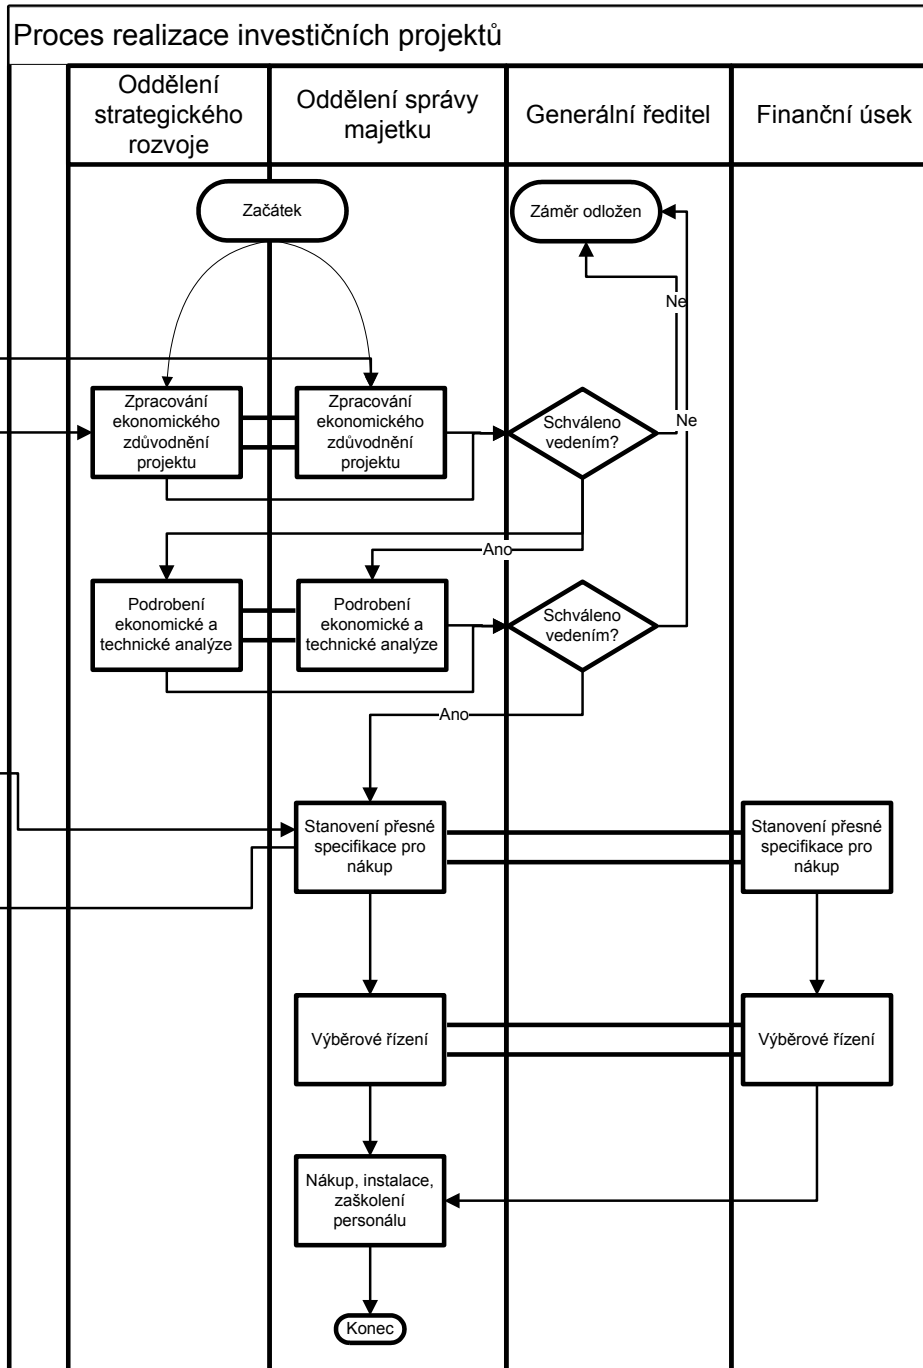 Proces realizace investičních projektů
Oddělení
strategického
rozvoje
Oddělení správy
majetku
Generální ředitel
Finanční úsek
Začátek
Záměr odložen
Ne
Zpracování
ekonomického
zdůvodnění
projektu
Zpracování
ekonomického
zdůvodnění
projektu
Schváleno
vedením?
Ne
Ano
Podrobení
ekonomické a
technické analýze
Podrobení
ekonomické a
technické analýze
Schváleno
vedením?
Ano
Stanovení přesné
specifikace pro
nákup
Stanovení přesné
specifikace pro
nákup
Výběrové řízení
Výběrové řízení
Nákup, instalace,
zaškolení
personálu
Konec